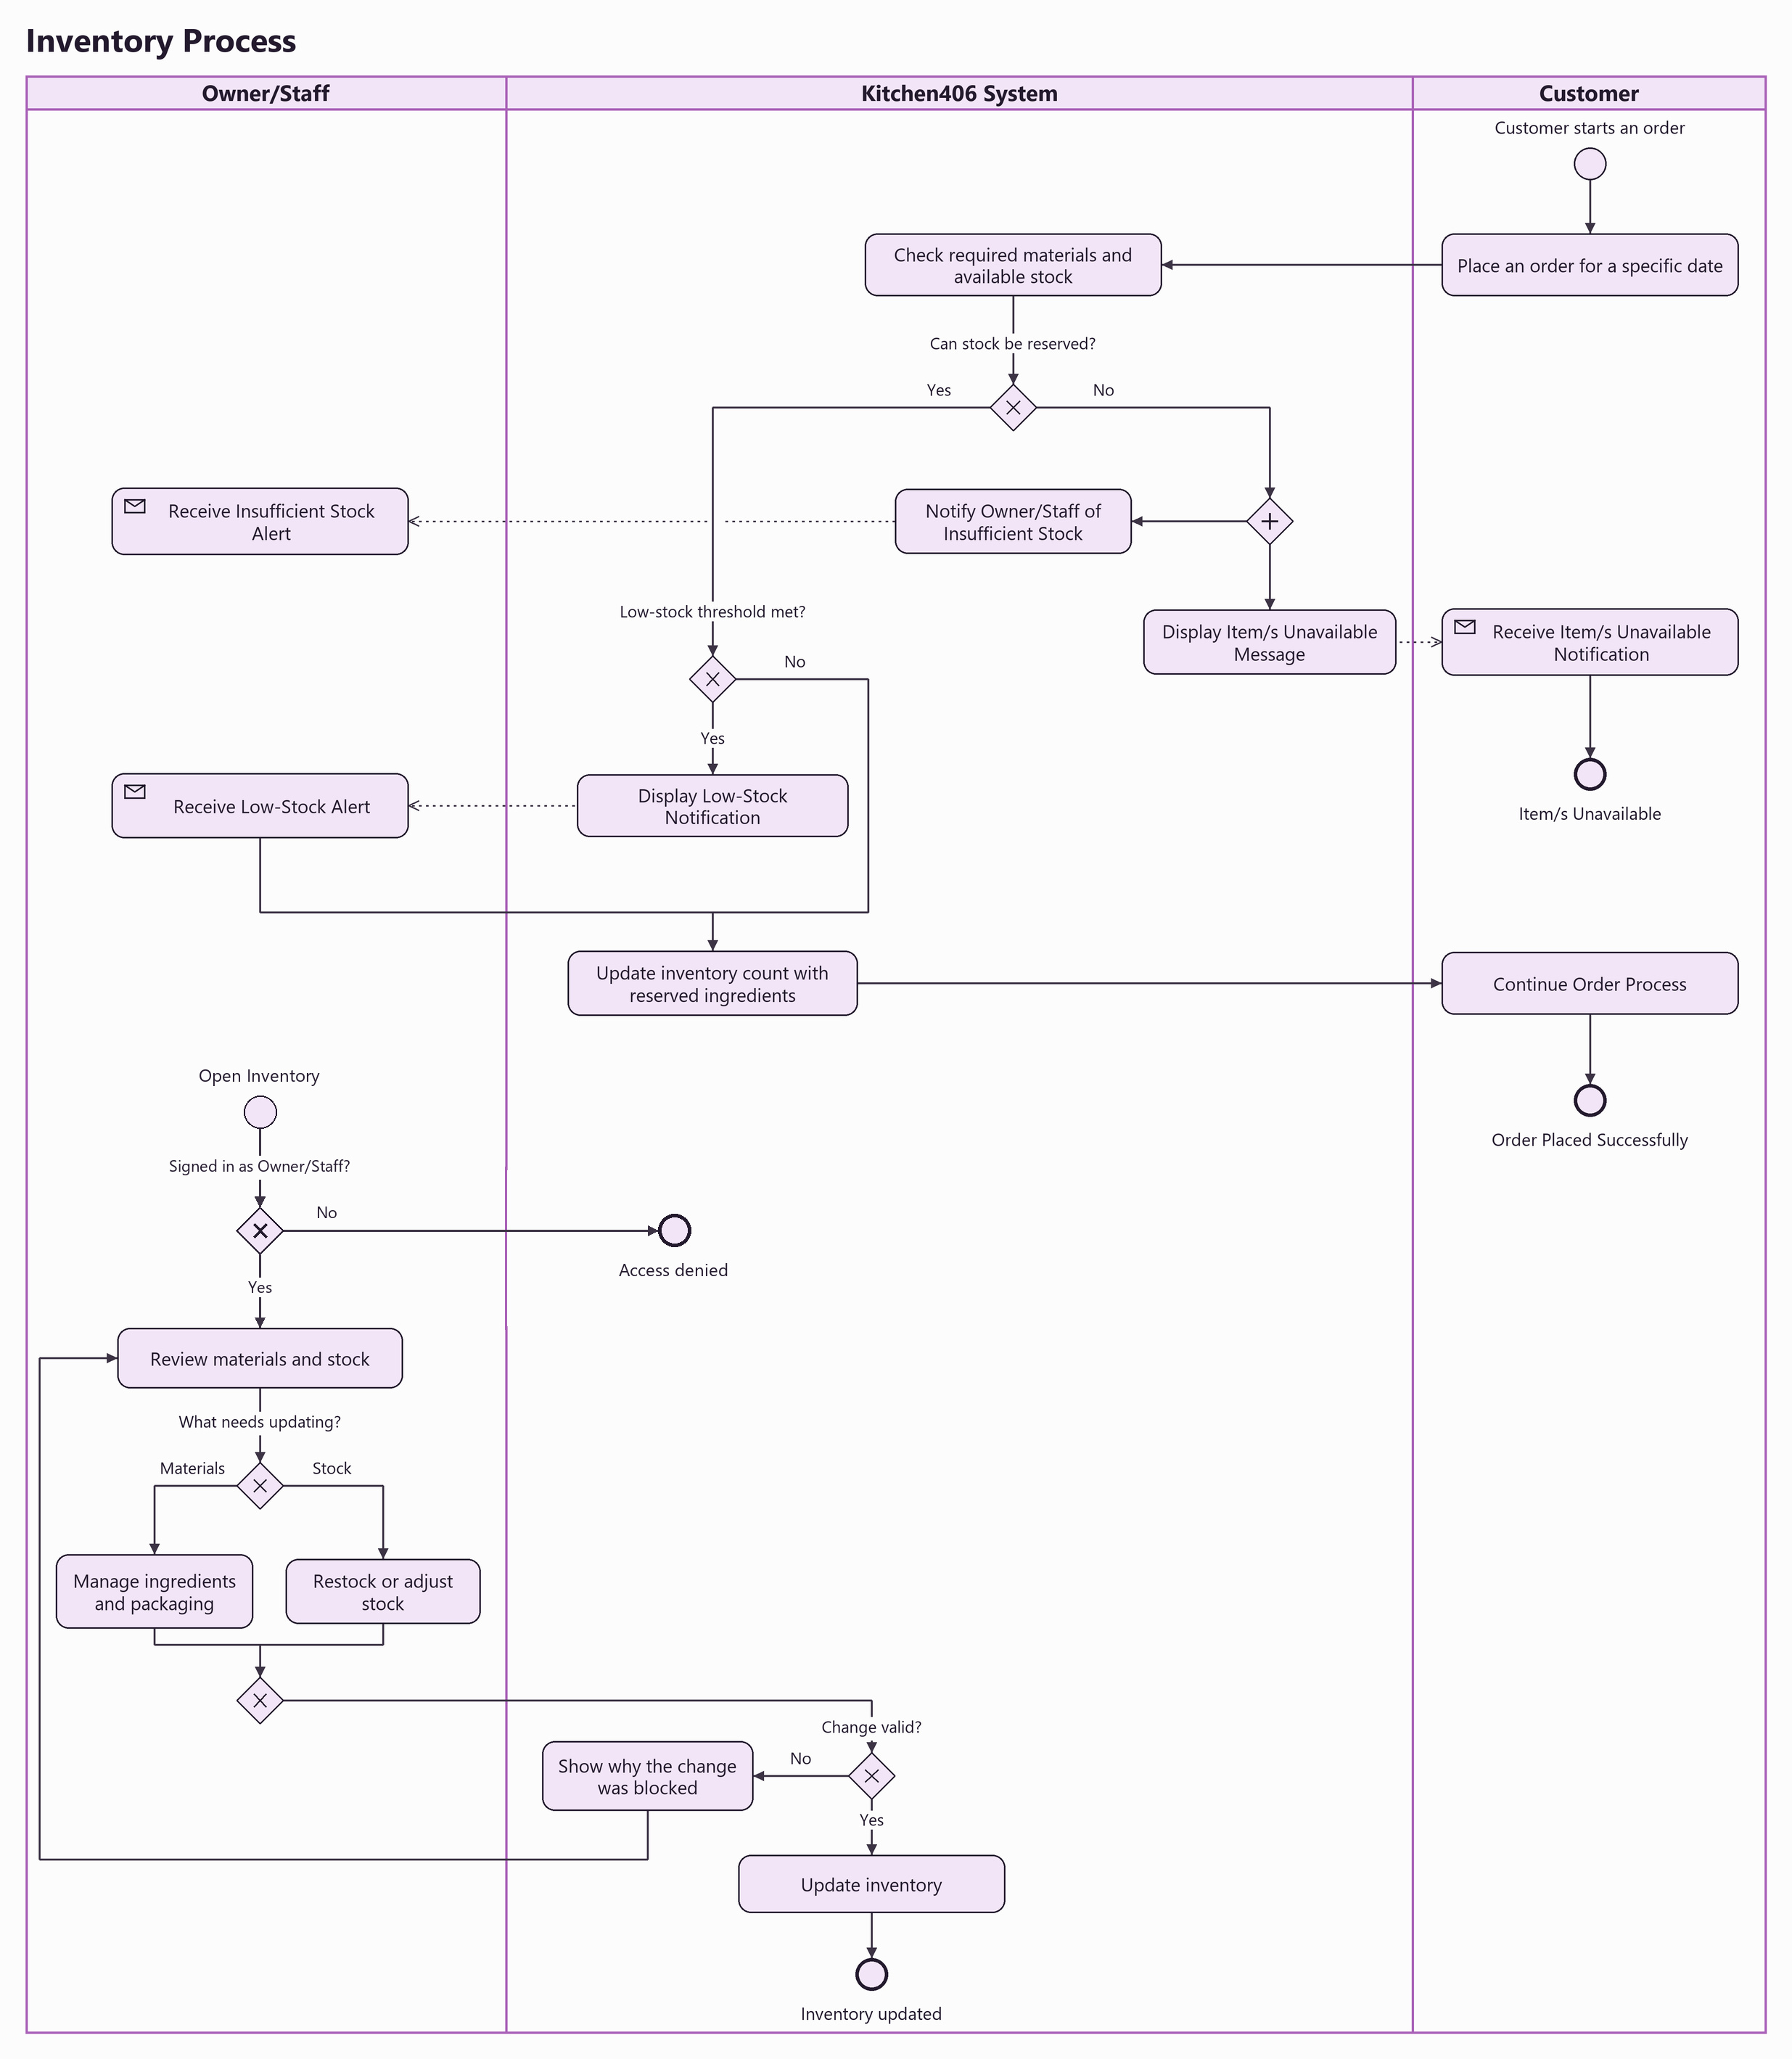 Inventory Process
Owner/Staff
Kitchen406 System
Customer
Customer starts an order
Check required materials and
available stock
Place an order for a specific date
Can stock be reserved?
Yes
No
Receive Insufficient Stock
Alert
Notify Owner/Staff of
Insufficient Stock
Low-stock threshold met?
Display Item/s Unavailable
Message
Receive Item/s Unavailable
Notification
No
Yes
Receive Low-Stock Alert
Display Low-Stock
Notification
Item/s Unavailable
Update inventory count with
reserved ingredients
Continue Order Process
Open Inventory
Order Placed Successfully
Signed in as Owner/Staff?
No
Access denied
Yes
Review materials and stock
What needs updating?
Materials
Stock
Manage ingredients
and packaging
Restock or adjust
stock
Change valid?
No
Show why the change
was blocked
Yes
Update inventory
Inventory updated